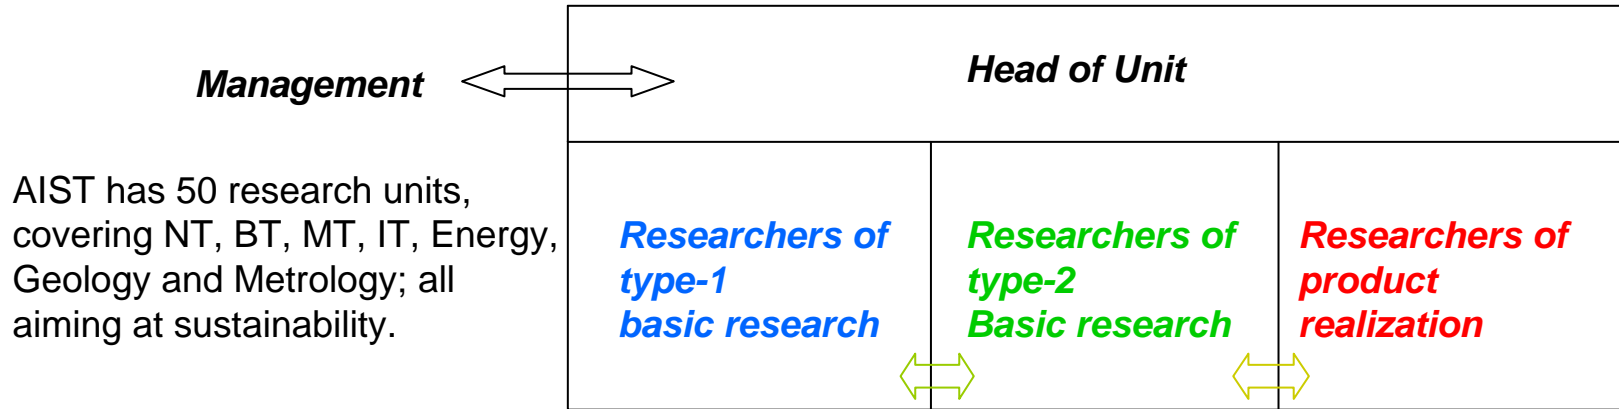 Management
Head of Unit
AIST has 50 research units,
covering NT, BT, MT, IT, Energy,
Geology and Metrology; all
aiming at sustainability.
Researchers of
type-1
basic research
Researchers of
type-2
Basic research
Researchers of
product
realization